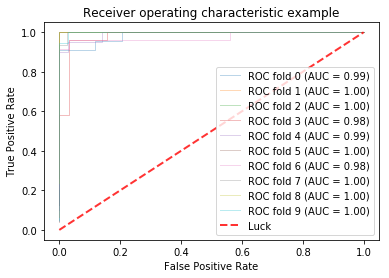 Receiver operating characteristic example
True Positive Rate
1.0
0.8
0.6
0.4
0.2
0.0
ROC fold 0 (AUC = 0.99)
ROC fold 1 (AUC = 1.00)
ROC fold 2 (AUC = 1.00)
ROC fold 3 (AUC = 0.98)
ROC fold 4 (AUC = 0.99)
ROC fold 5 (AUC = 1.00)
ROC fold 6 (AUC = 0.98)
ROC fold 7 (AUC = 1.00)
ROC fold 8 (AUC = 1.00)
ROC fold 9 (AUC = 1.00)
Luck
0.0 0.2 0.4 0.6 0.8 1.0
False Positive Rate